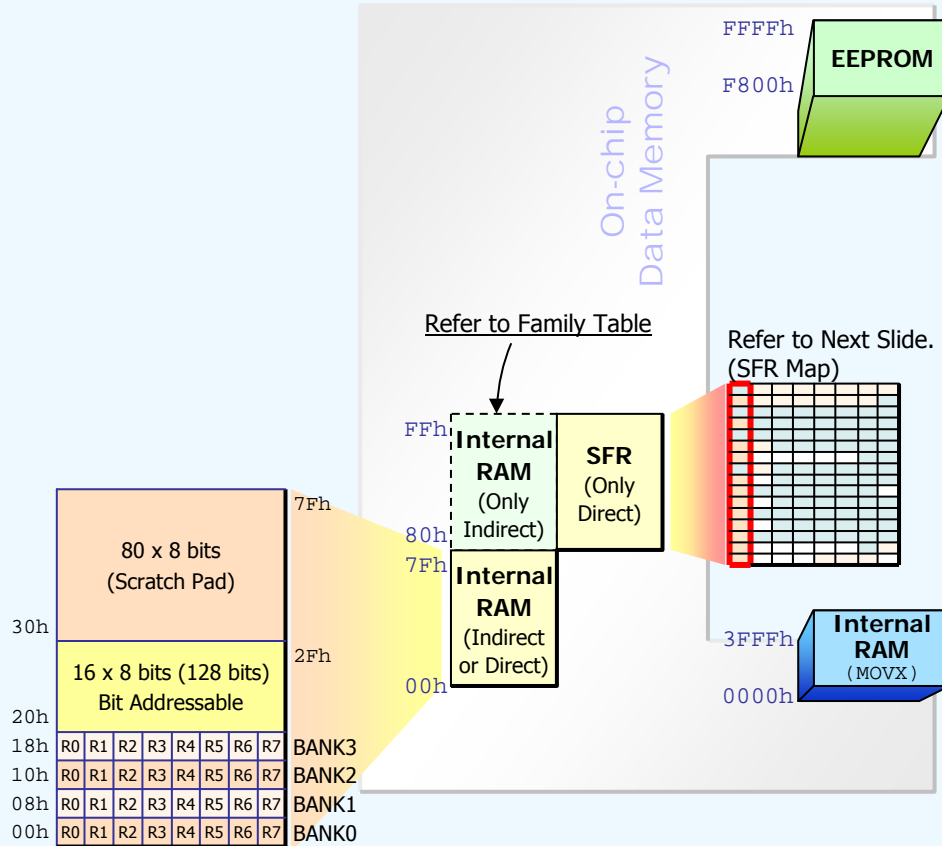 FFFFh
EEPROM
F800h
On-chip
Data Memory
Refer to Family Table
Refer to Next Slide.
(SFR Map)
FFh
Internal
RAM
(Only
Indirect)
SFR
(Only
Direct)
80h
7Fh
Internal
RAM
(Indirect
or Direct)
00h
3FFFh
Internal
RAM
(MOVX)
0000h
7Fh
80 x 8 bits
(Scratch Pad)
30h
2Fh
16 x 8 bits (128 bits)
Bit Addressable
20h
18h R0 R1 R2 R3 R4 R5 R6 R7 BANK3
10h R0 R1 R2 R3 R4 R5 R6 R7 BANK2
08h R0 R1 R2 R3 R4 R5 R6 R7 BANK1
00h R0 R1 R2 R3 R4 R5 R6 R7 BANK0